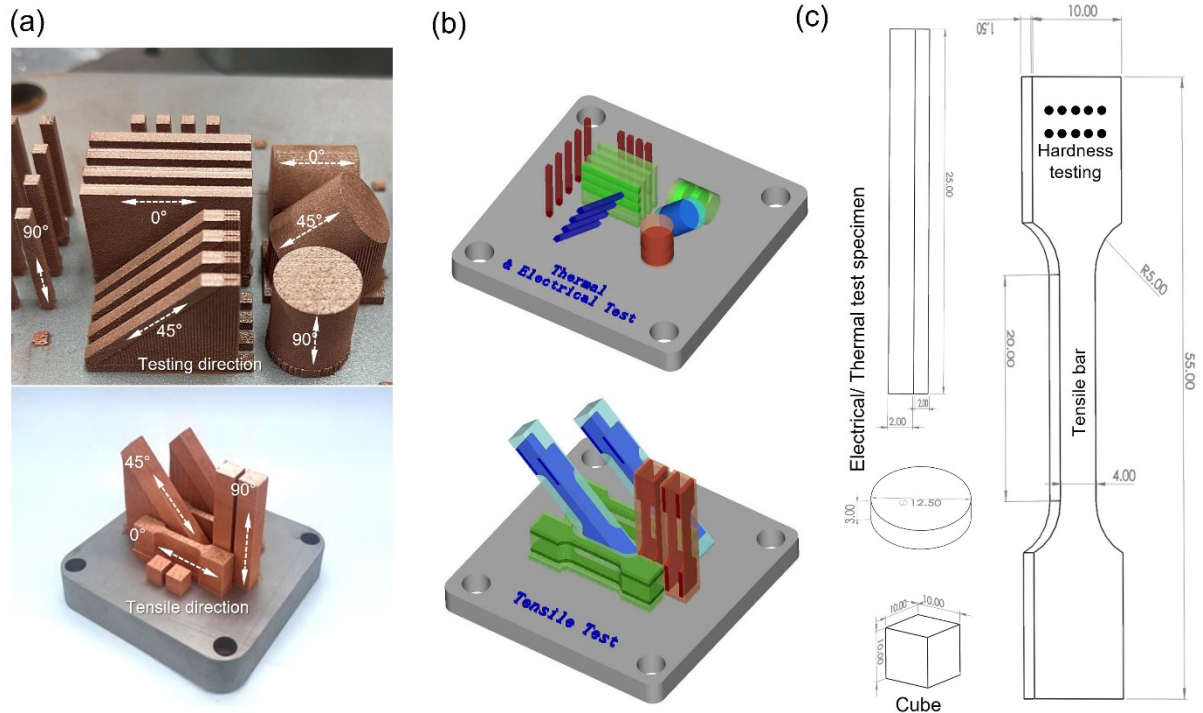 (a)
(b)
(c)
0°
0°
45°
90°
45°
90°
Testing direction
45°
90°
0°
Tensile direction
Thermal
& Electrical Test
Tensile Test
Electrical/ Thermal test specimen
25.00
2.00
2.00
Ø 12.50
3.00
10.00
10.00
10.00
Cube
1.50
10.00
Hardness
testing
R5.00
20.00
Tensile bar
55.00
4.00